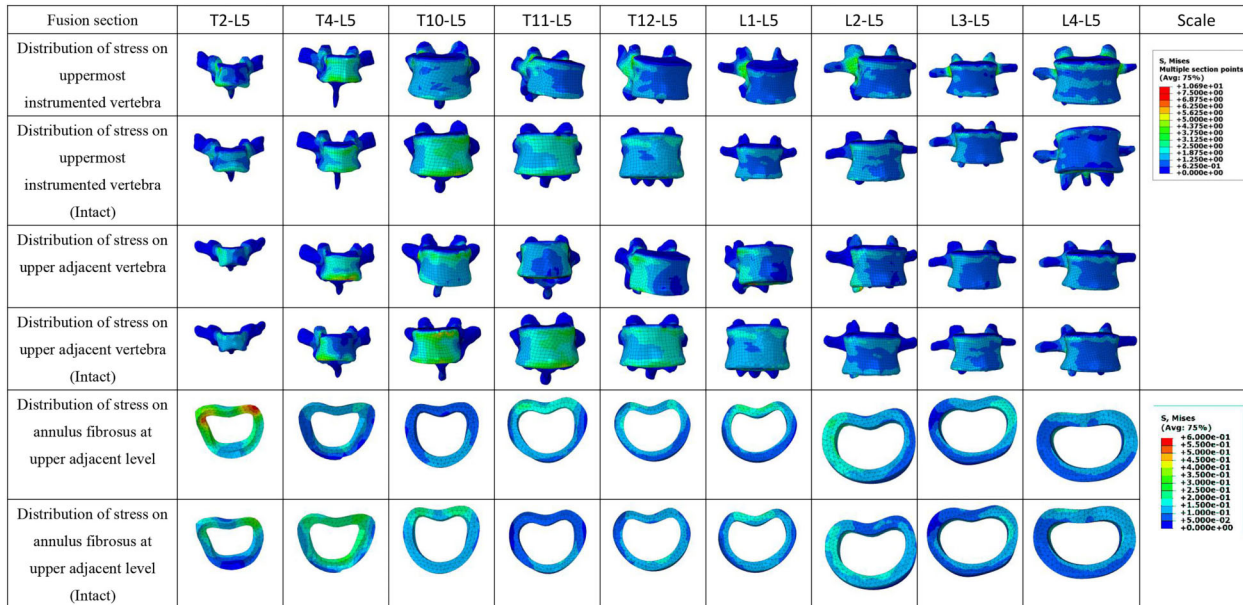 Fusion section T2-L5 T4-L5 T10-L5 T11-L5 T12-L5 L1-L5 L2-L5 L3-L5 L4-L5 Scale
Distribution of stress on
uppermost
instrumented vertebra
S, Mises
Multiple section points
(Avg: 75%)
+1.069e+01
+7.500e+00
+6.875e+00
+6.250e+00
+5.625e+00
+5.000e+00
+4.375e+00
+3.750e+00
+3.125e+00
+2.500e+00
+1.875e+00
+1.250e+00
+6.250e-01
+0.000e+00
Distribution of stress on
uppermost
instrumented vertebra
(Intact)
Distribution of stress on
upper adjacent vertebra
Distribution of stress on
upper adjacent vertebra
(Intact)
Distribution of stress on
annulus fibrosus at
upper adjacent level
S, Mises
(Avg: 75%)
+6.000e-01
+5.500e-01
+5.000e-01
+4.500e-01
+4.000e-01
+3.500e-01
+3.000e-01
+2.500e-01
+2.000e-01
+1.500e-01
+1.000e-01
+5.000e-02
+0.000e+00
Distribution of stress on
annulus fibrosus at
upper adjacent level
(Intact)